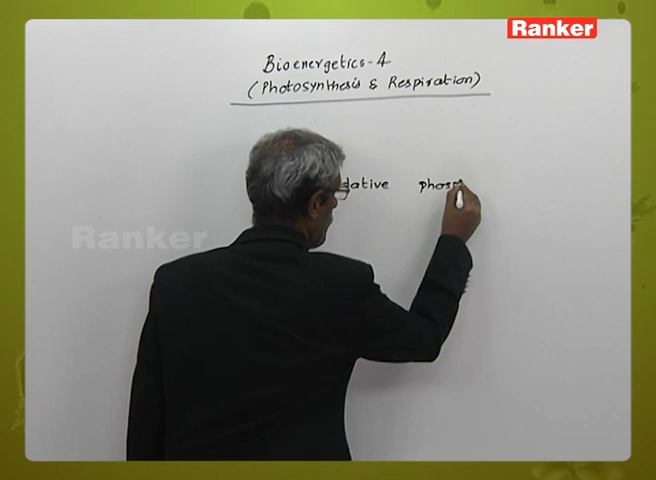 Ranker
Bioenergetics-4
(Photosynthesis & Respiration)
dative phos
Ranker